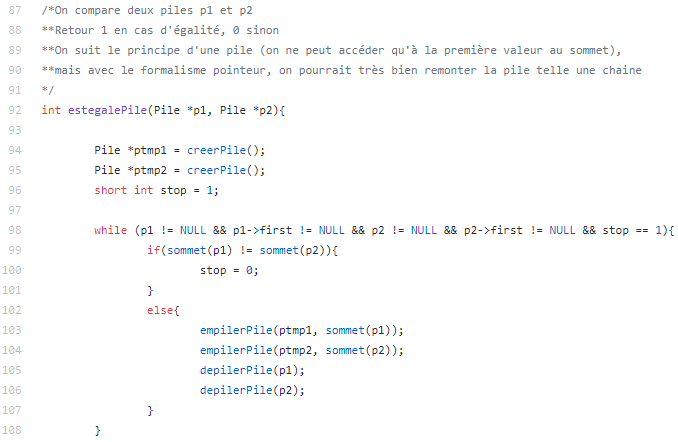 87 /*On compare deux piles p1 et p2
88 **Retour 1 en cas d'égalité, 0 sinon
89 **On suit le principe d'une pile (on ne peut accéder qu'à la première valeur au sommet),
90 **mais avec le formalisme pointeur, on pourrait très bien remonter la pile telle une chaine
91 */
92 int estegalePile(Pile *p1, Pile *p2){
93
94 Pile *ptmp1 = creerPile();
95 Pile *ptmp2 = creerPile();
96 short int stop = 1;
97
98 while (p1 != NULL && p1->first != NULL && p2 != NULL && p2->first != NULL && stop == 1){
99 if(sommet(p1) != sommet(p2)){
100 stop = 0;
101 }
102 else{
103 empilerPile(ptmp1, sommet(p1));
104 empilerPile(ptmp2, sommet(p2));
105 depilerPile(p1);
106 depilerPile(p2);
107 }
108 }